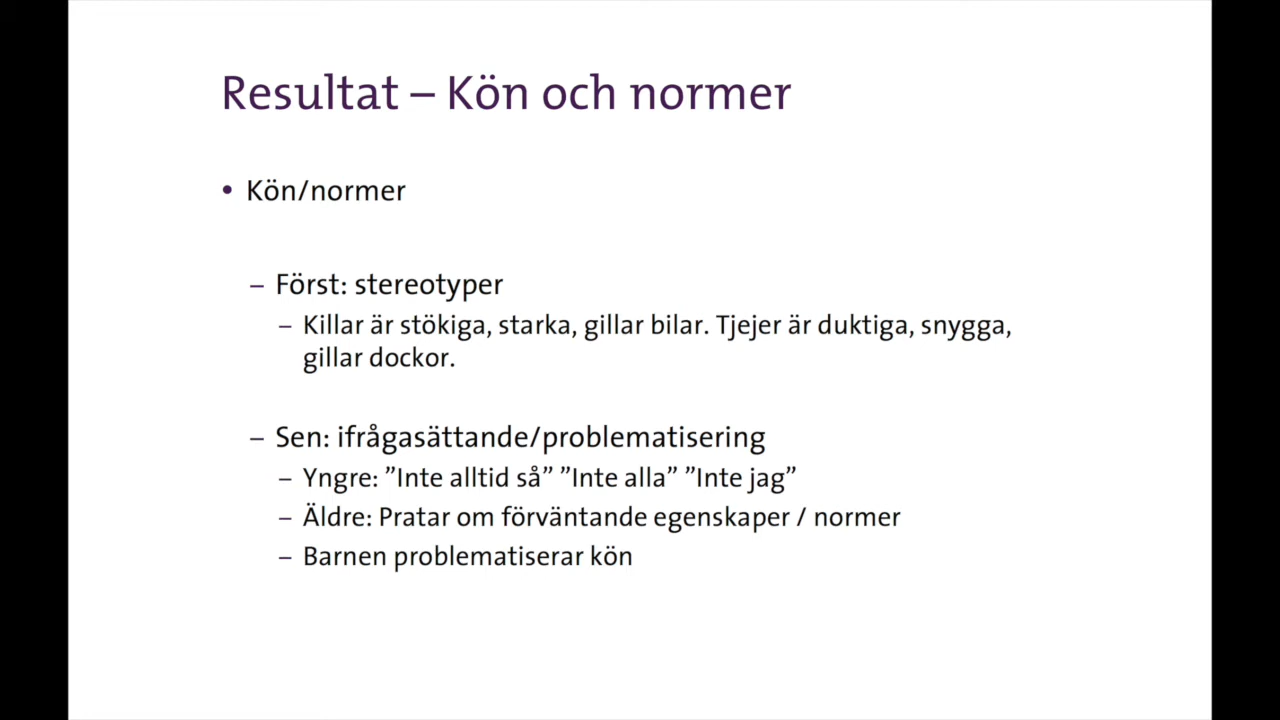 Resultat – Kön och normer
• Kön/normer
– Först: stereotyper
– Killar är stökiga, starka, gillar bilar. Tjejer är duktiga, snygga,
gillar dockor.
– Sen: ifrågasättande/problematisering
– Yngre: ”Inte alltid så” ”Inte alla” ”Inte jag”
– Äldre: Pratar om förväntande egenskaper / normer
– Barnen problematiserar kön